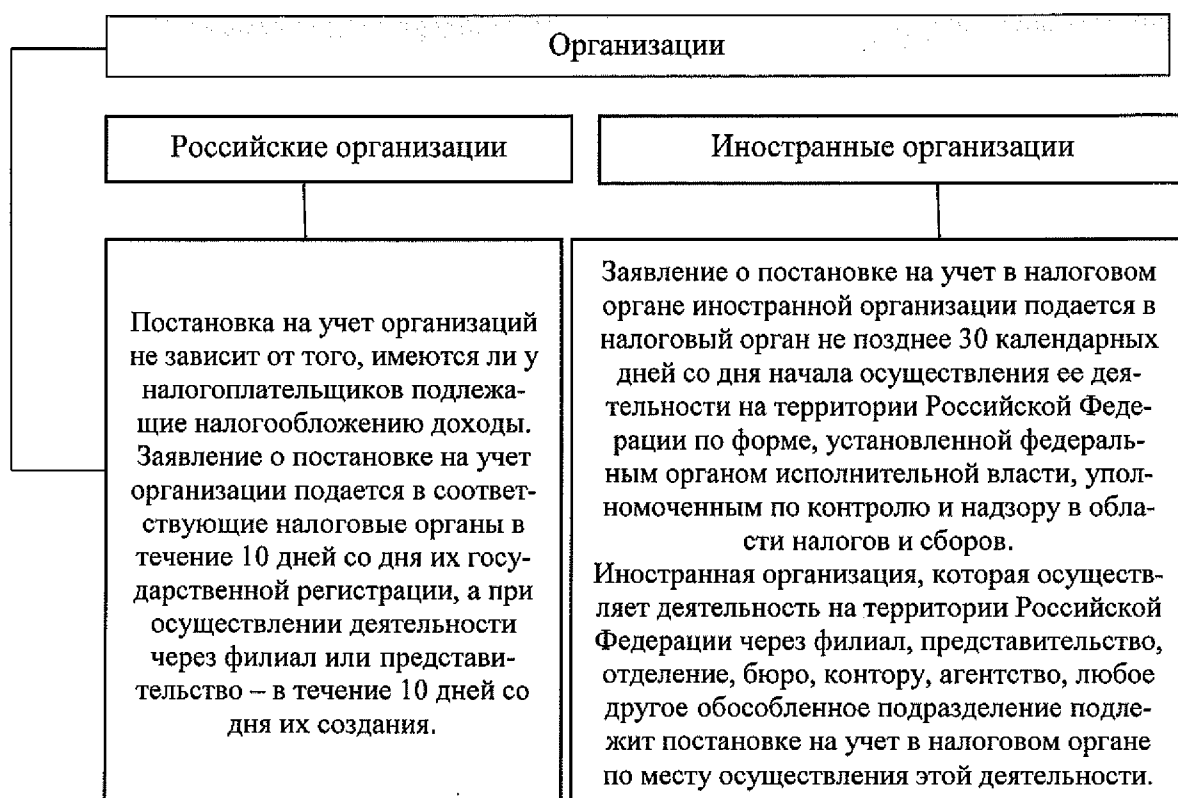 Организации
Российские организации
Иностранные организации
Постановка на учет организаций
не зависит от того, имеются ли у
налогоплательщиков подлежа-
щие налогообложению доходы.
Заявление о постановке на учет
организации подается в соответ-
ствующие налоговые органы в
течение 10 дней со дня их госу-
дарственной регистрации, а при
осуществлении деятельности
через филиал или представи-
тельство – в течение 10 дней со
дня их создания.
Заявление о постановке на учет в налоговом
органе иностранной организации подается в
налоговый орган не позднее 30 календарных
дней со дня начала осуществления ее дея-
тельности на территории Российской Феде-
рации по форме, установленной федераль-
ным органом исполнительной власти, упол-
номоченным по контролю и надзору в обла-
сти налогов и сборов.
Иностранная организация, которая осуществ-
ляет деятельность на территории Российской
Федерации через филиал, представительство,
отделение, бюро, контору, агентство, любое
другое обособленное подразделение подле-
жит постановке на учет в налоговом органе
по месту осуществления этой деятельности.